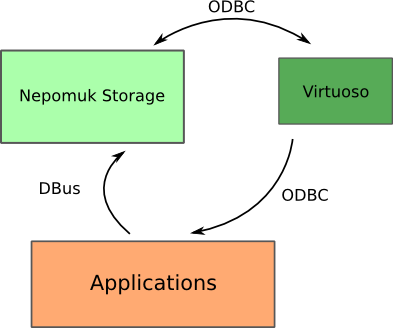 ODBC
Nepomuk Storage
Virtuoso
DBus
ODBC
Applications